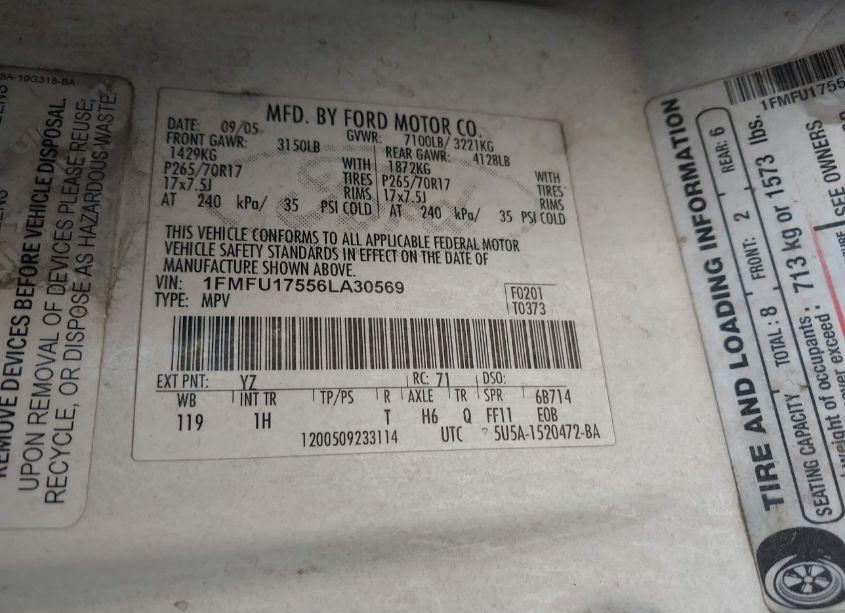 5A-19G318-BA
REMOVE DEVICES BEFORE VEHICLE DISPOSAL.
UPON REMOVAL OF DEVICES PLEASE REUSE,
RECYCLE, OR DISPOSE AS HAZARDOUS WASTE.
MFD. BY FORD MOTOR CO.
DATE: 09/05 GVWR: 7100LB/ 3221KG
FRONT GAWR: 3150LB REAR GAWR: 4128LB
1429KG WITH 1872KG WITH
P265/70R17 TIRES P265/70R17 TIRES
17x7.5J RIMS 17x7.5J RIMS
AT 240 kPa/ 35 PSI COLD AT 240 kPa/ 35 PSI COLD
THIS VEHICLE CONFORMS TO ALL APPLICABLE FEDERAL MOTOR
VEHICLE SAFETY STANDARDS IN EFFECT ON THE DATE OF
MANUFACTURE SHOWN ABOVE.
VIN: 1FMFU17556LA30569 F0201
TYPE: MPV T0373
EXT PNT: YZ RC: 71 DSO:
WB INT TR TP/PS R AXLE TR SPR 6B714
119 1H T H6 Q FF11 EOB
1200509233114 UTC 5U5A-1520472-BA
1FMFU1755
TIRE AND LOADING INFORMATION
SEATING CAPACITY TOTAL: 8 FRONT: 2 REAR: 6
weight of occupants: 713 kg or 1573 lbs.
ver exceed:
SEE OWNERS